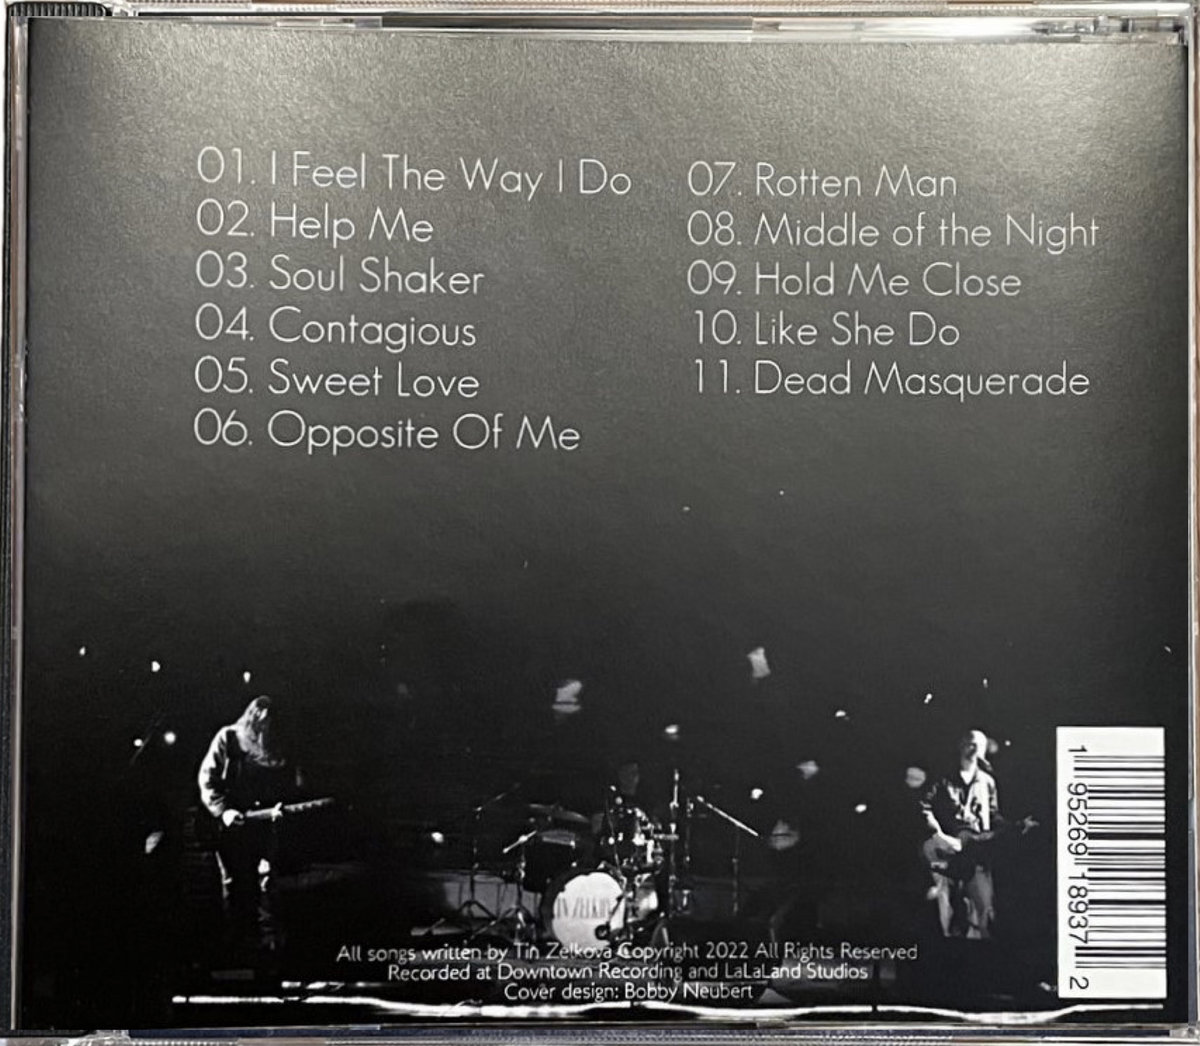 01. I Feel The Way I Do
02. Help Me
03. Soul Shaker
04. Contagious
05. Sweet Love
06. Opposite Of Me
07. Rotten Man
08. Middle of the Night
09. Hold Me Close
10. Like She Do
11. Dead Masquerade
All songs written by Tin Zelkova Copyright 2022 All Rights Reserved
Recorded at Downtown Recording and LaLaLand Studios
Cover design: Bobby Neubert
1 95269 18937 2